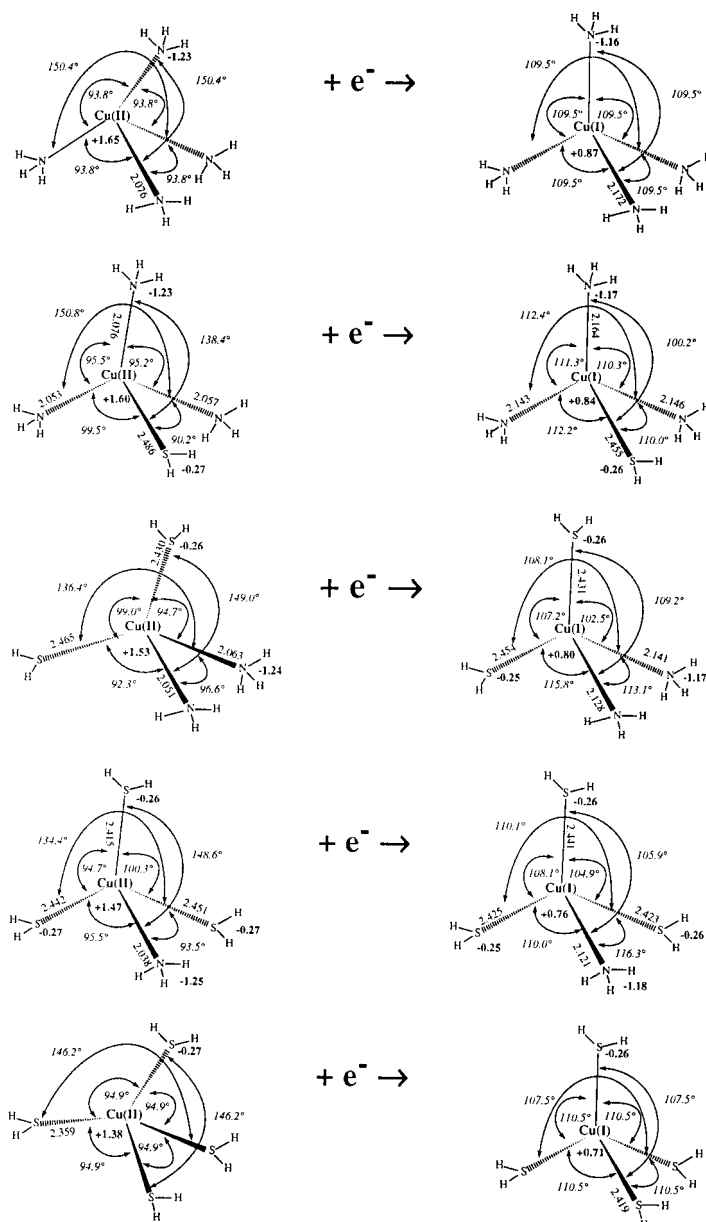 H H N H -1.23
150.4° 150.4°
93.8° 93.8°
Cu(II)
+1.65
H N H H
93.8° 93.8°
2.076
N H H H
H N H H
+ e⁻ →
H H N H -1.16
109.5° 109.5°
109.5° 109.5°
Cu(I)
+0.87
H N H H
109.5° 109.5°
2.172
N H H H
H N H H
H H N H -1.23
150.8° 138.4°
2.076
95.5° 95.2°
Cu(II)
+1.60
2.053 2.057
H N H H
H N H H
99.5° 90.2°
2.486
S H H -0.27
+ e⁻ →
H H N H -1.17
112.4° 100.2°
2.164
111.3° 110.3°
Cu(I)
+0.84
2.143 2.146
H N H H
H N H H
112.2° 110.0°
2.455
-0.26 S H H
H S H -0.26
2.430
136.4° 149.0°
99.0° 94.7°
Cu(II)
+1.53
2.465 2.063
H S H
N H H H -1.24
92.3° 96.6°
2.051
H N H H
+ e⁻ →
H S H -0.26
2.431
108.1° 109.2°
107.2° 102.5°
Cu(I)
+0.80
2.141
H S H -0.25
N H H H -1.17
115.8° 113.1°
2.128
H N H H
H S H -0.26
2.415
134.4° 148.6°
94.7° 100.3°
Cu(II)
+1.47
2.442 2.451
H S H -0.27
S H H -0.27
95.5° 93.5°
2.038
H N H H -1.25
+ e⁻ →
H S H -0.26
2.441
110.1° 105.9°
108.1° 104.9°
Cu(I)
+0.76
2.425 2.423
H S H -0.25
S H H -0.26
110.0° 116.3°
2.121
H N H H -1.18
H S H -0.27
146.2° 146.2°
94.9° 94.9°
Cu(II)
+1.38
2.359
H S H
94.9° 94.9°
S H H
H S H
+ e⁻ →
H S H -0.26
107.5° 107.5°
110.5° 110.5°
Cu(I)
+0.71
H S H
S H H
110.5° 110.5°
2.419
S H H